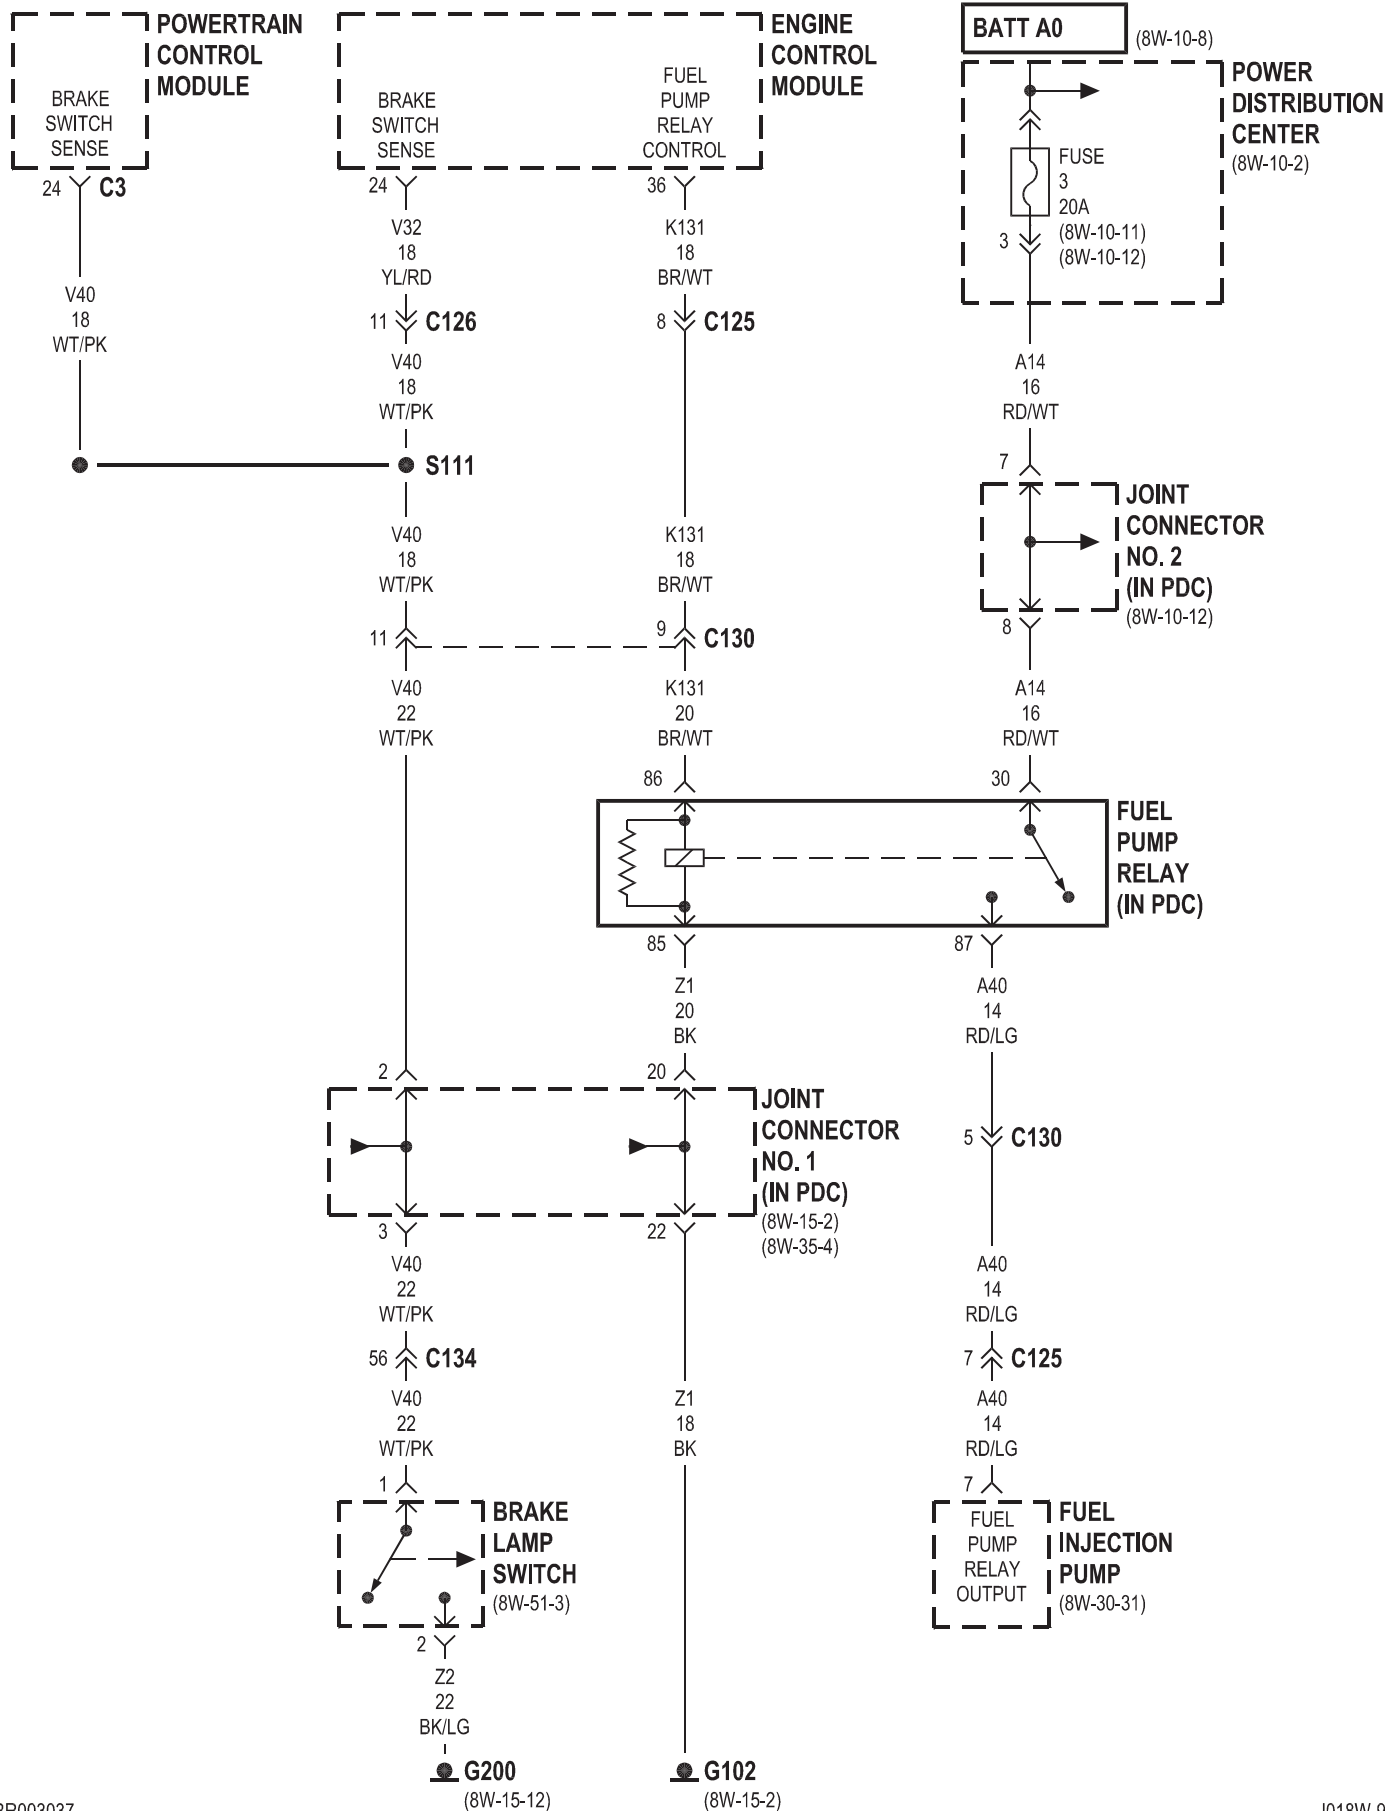 POWERTRAIN
CONTROL
MODULE
BRAKE
SWITCH
SENSE
24
C3
V40
18
WT/PK
ENGINE
CONTROL
MODULE
BRAKE
SWITCH
SENSE
FUEL
PUMP
RELAY
CONTROL
24
V32
18
YL/RD
11
C126
V40
18
WT/PK
S111
V40
18
WT/PK
11
V40
22
WT/PK
36
K131
18
BR/WT
8
C125
K131
18
BR/WT
9
C130
K131
20
BR/WT
86
BATT A0
(8W-10-8)
POWER
DISTRIBUTION
CENTER
(8W-10-2)
FUSE
3
20A
(8W-10-11)
(8W-10-12)
3
A14
16
RD/WT
7
JOINT
CONNECTOR
NO. 2
(IN PDC)
(8W-10-12)
8
A14
16
RD/WT
30
FUEL
PUMP
RELAY
(IN PDC)
85
Z1
20
BK
87
A40
14
RD/LG
2
20
JOINT
CONNECTOR
NO. 1
(IN PDC)
(8W-15-2)
(8W-35-4)
5
C130
3
V40
22
WT/PK
56
C134
V40
22
WT/PK
1
BRAKE
LAMP
SWITCH
(8W-51-3)
2
Z2
22
BK/LG
G200
(8W-15-12)
22
Z1
18
BK
G102
(8W-15-2)
A40
14
RD/LG
7
C125
A40
14
RD/LG
7
FUEL
PUMP
RELAY
OUTPUT
FUEL
INJECTION
PUMP
(8W-30-31)